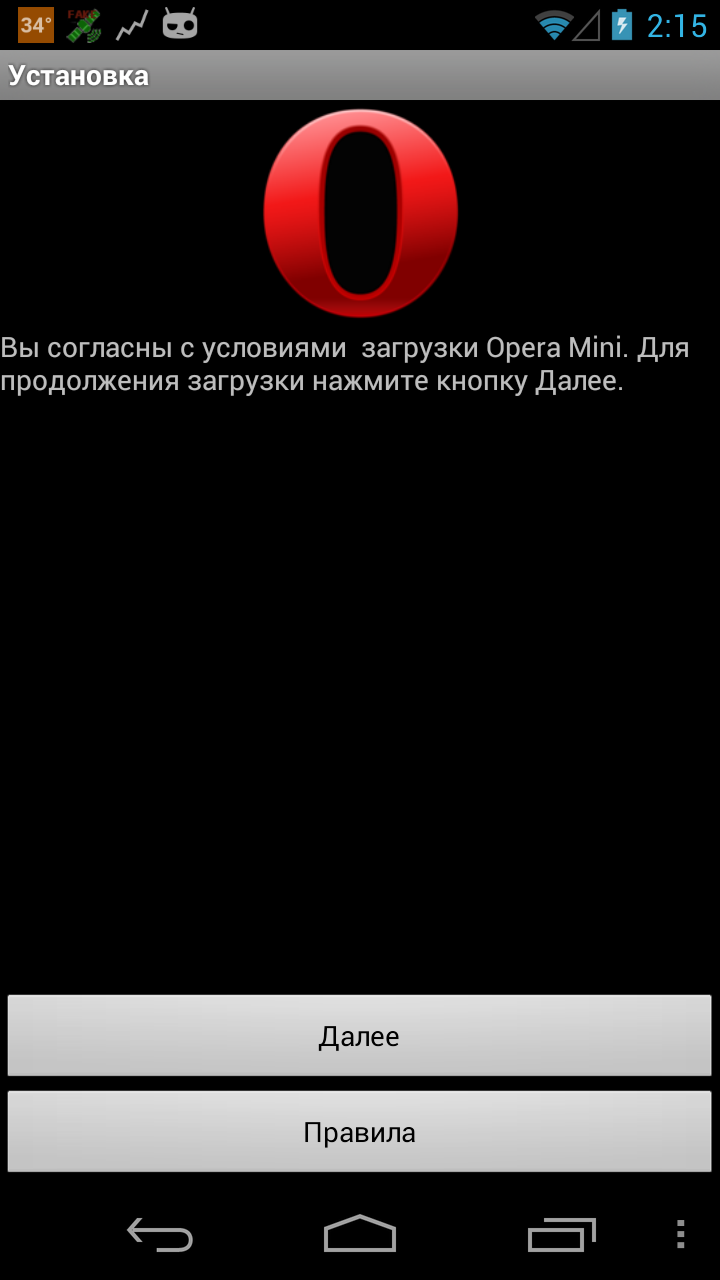 34° FAKE 2:15
Установка
Вы согласны с условиями  загрузки Opera Mini. Для
продолжения загрузки нажмите кнопку Далее.
Далее
Правила